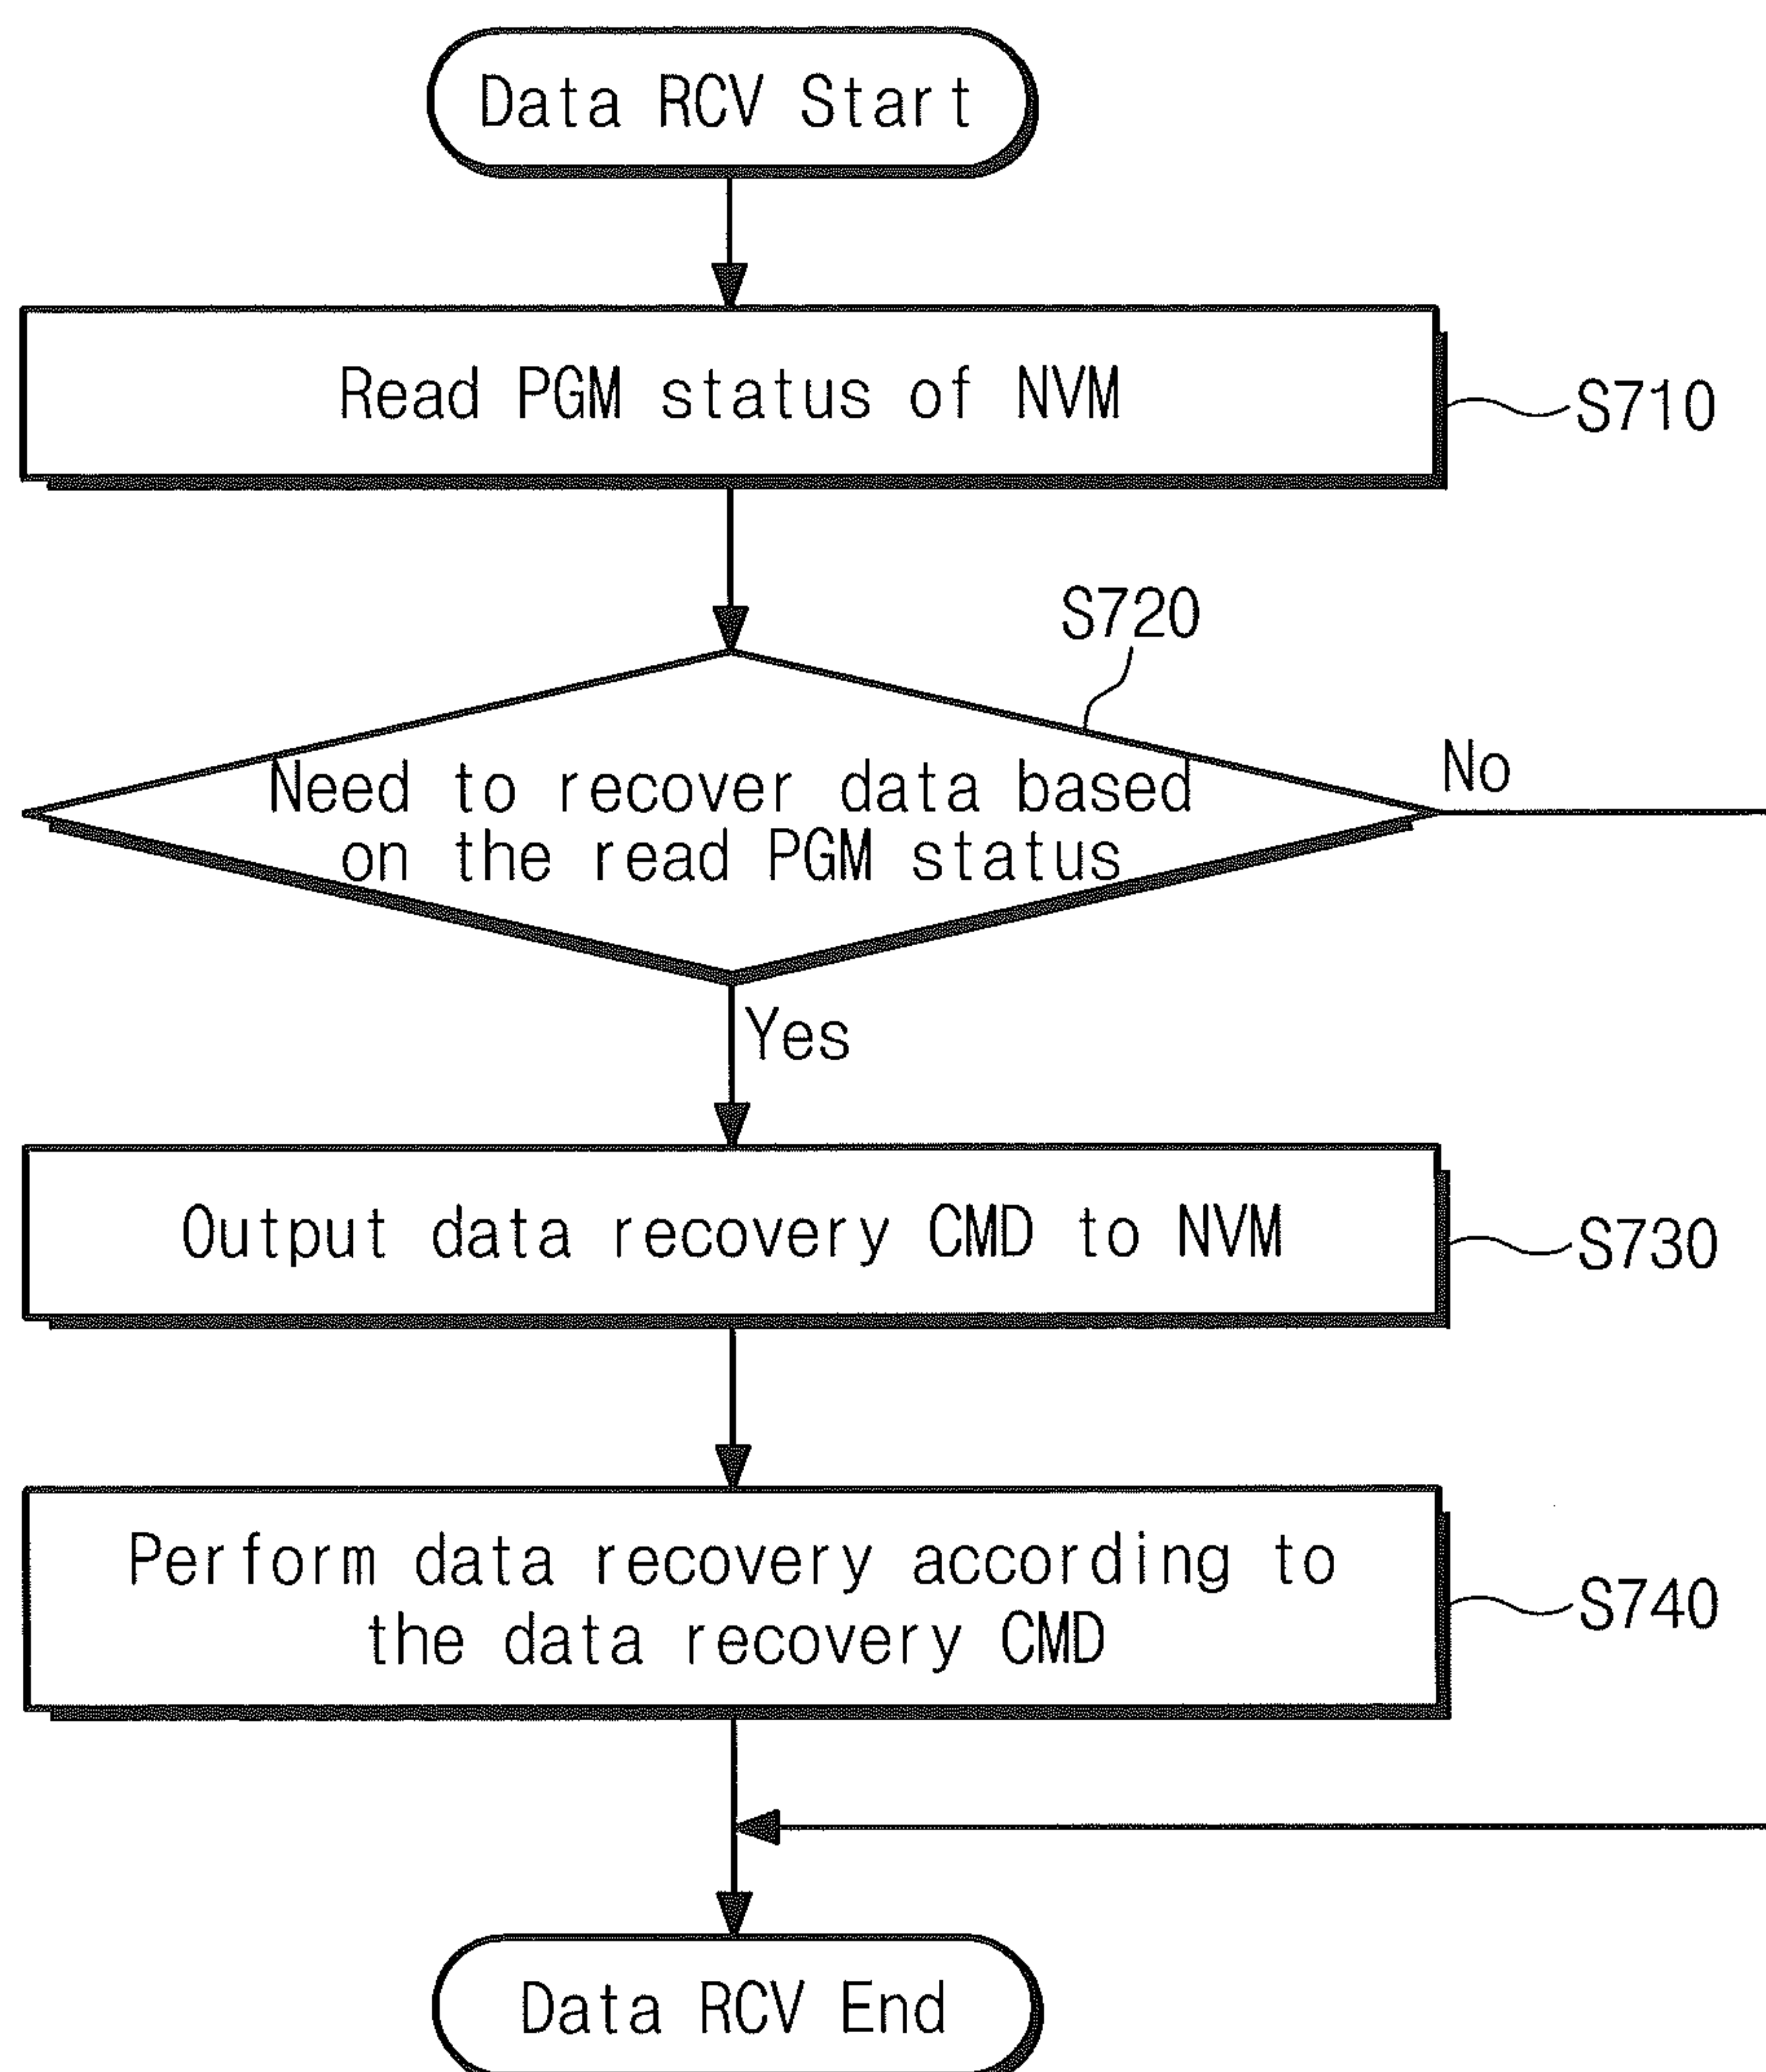 Data RCV Start
Read PGM status of NVM
S710
S720
Need to recover data based
on the read PGM status
No
Yes
Output data recovery CMD to NVM
S730
Perform data recovery according to
the data recovery CMD
S740
Data RCV End